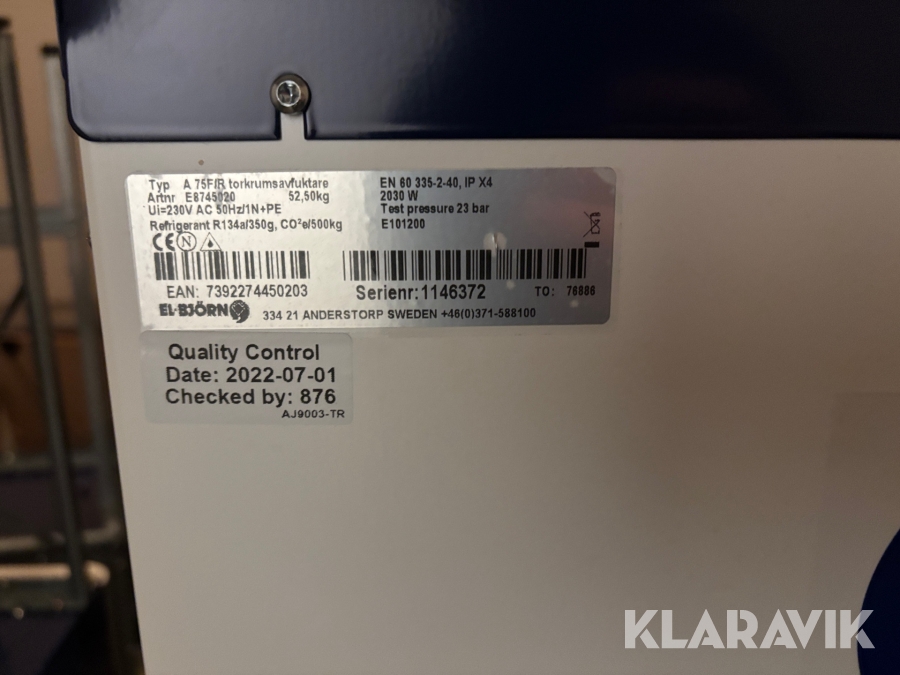 Typ A 75F/R torkrumsavfuktare
Artnr E8745020 52,50kg
Ui=230V AC 50Hz/1N+PE
Refrigerant R134a/350g, CO²e/500kg
EN 60 335-2-40, IP X4
2030 W
Test pressure 23 bar
E101200
CE N
EAN: 7392274450203 Serienr:1146372 TO: 76886
EL-BJÖRN 334 21 ANDERSTORP SWEDEN +46(0)371-588100
Quality Control
Date: 2022-07-01
Checked by: 876
AJ9003-TR
KLARAVIK